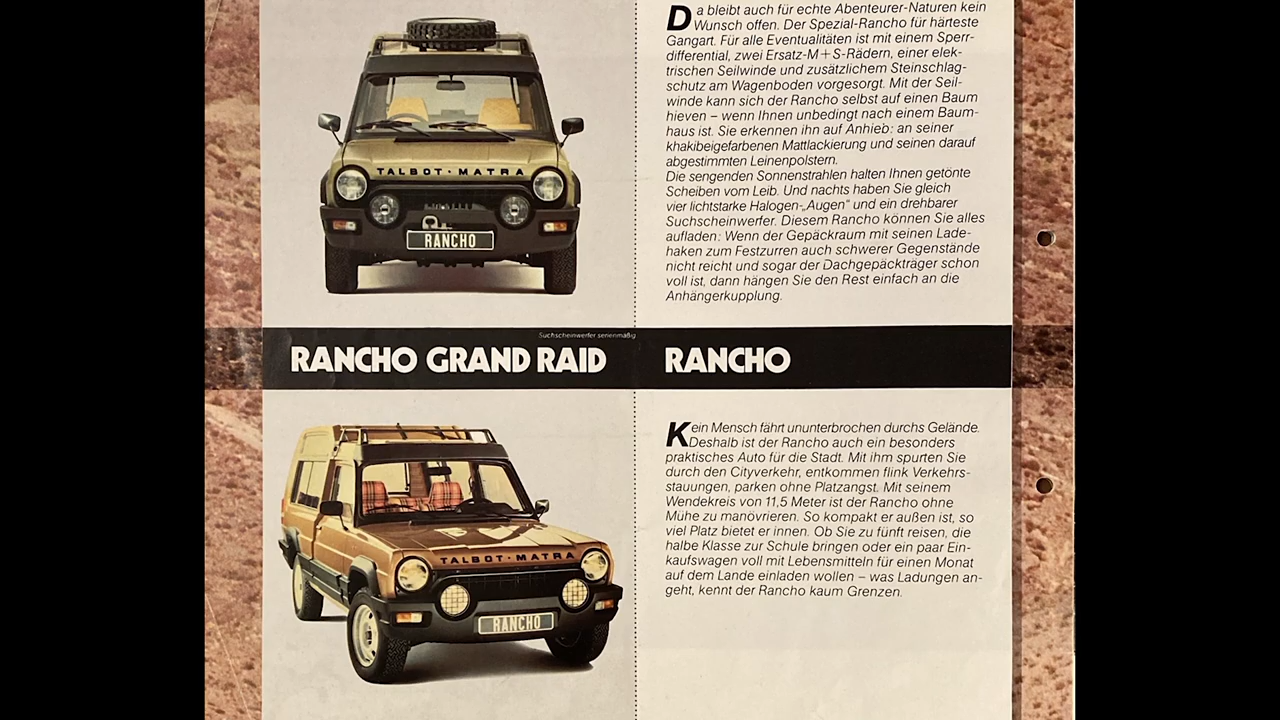 TALBOT-MATRA
RANCHO
Da bleibt auch für echte Abenteurer-Naturen kein
Wunsch offen. Der Spezial-Rancho für härteste
Gangart. Für alle Eventualitäten ist mit einem Sperr-
differential, zwei Ersatz-M+S-Rädern, einer elek-
trischen Seilwinde und zusätzlichem Steinschlag-
schutz am Wagenboden vorgesorgt. Mit der Seil-
winde kann sich der Rancho selbst auf einen Baum
hieven – wenn Ihnen unbedingt nach einem Baum-
haus ist. Sie erkennen ihn auf Anhieb: an seiner
khakibeigefarbenen Mattlackierung und seinen darauf
abgestimmten Leinenpolstern.
Die sengenden Sonnenstrahlen halten Ihnen getönte
Scheiben vom Leib. Und nachts haben Sie gleich
vier lichtstarke Halogen-„Augen" und ein drehbarer
Suchscheinwerfer. Diesem Rancho können Sie alles
aufladen: Wenn der Gepäckraum mit seinen Lade-
haken zum Festzurren auch schwerer Gegenstände
nicht reicht und sogar der Dachgepäckträger schon
voll ist, dann hängen Sie den Rest einfach an die
Anhängerkupplung.
Suchscheinwerfer serienmäßig
RANCHO GRAND RAID
RANCHO
TALBOT-MATRA
RANCHO
Kein Mensch fährt ununterbrochen durchs Gelände.
Deshalb ist der Rancho auch ein besonders
praktisches Auto für die Stadt. Mit ihm spurten Sie
durch den Cityverkehr, entkommen flink Verkehrs-
stauungen, parken ohne Platzangst. Mit seinem
Wendekreis von 11,5 Meter ist der Rancho ohne
Mühe zu manövrieren. So kompakt er außen ist, so
viel Platz bietet er innen. Ob Sie zu fünft reisen, die
halbe Klasse zur Schule bringen oder ein paar Ein-
kaufswagen voll mit Lebensmitteln für einen Monat
auf dem Lande einladen wollen – was Ladungen an-
geht, kennt der Rancho kaum Grenzen.